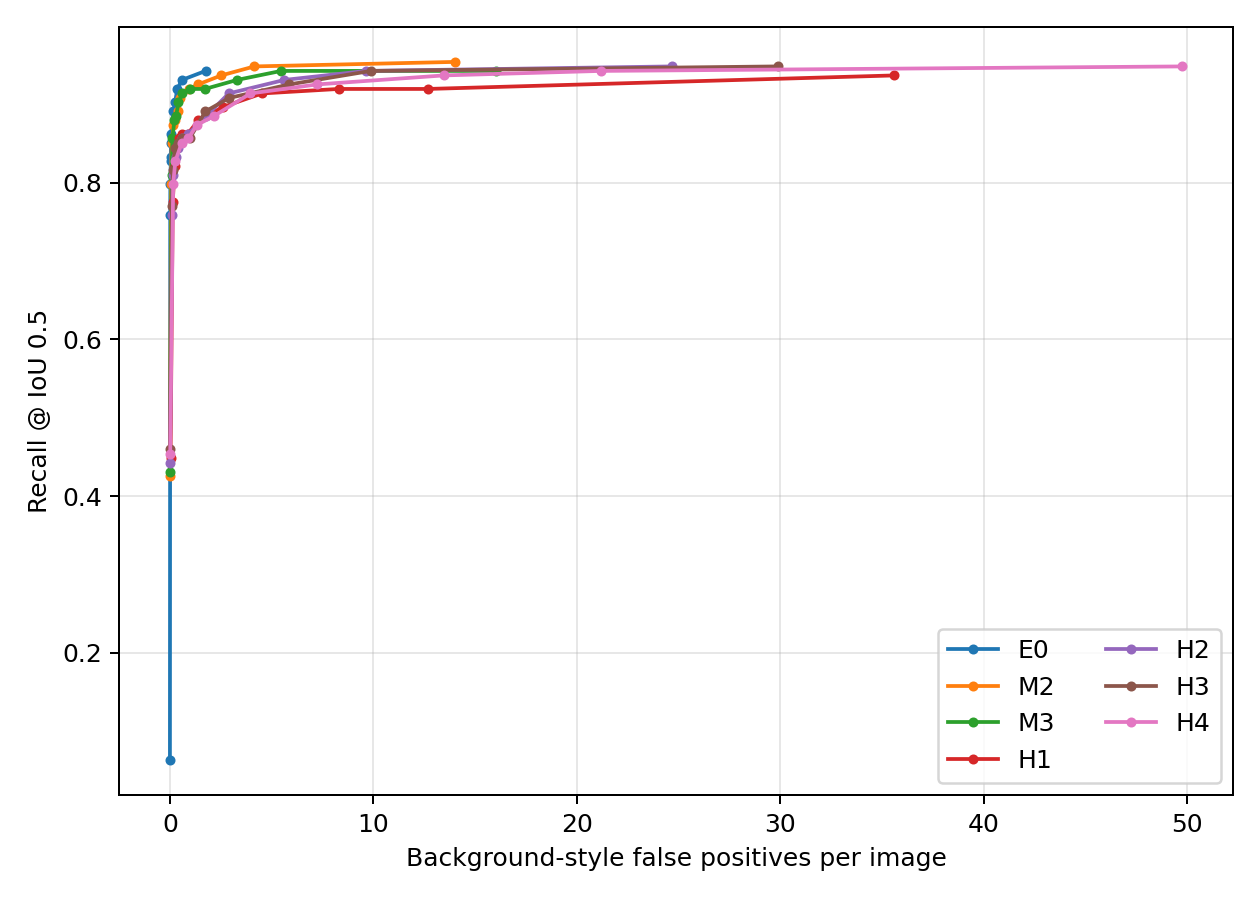 0.8
0.6
0.4
0.2
Recall @ IoU 0.5
0 10 20 30 40 50
Background-style false positives per image
E0 H2
M2 H3
M3 H4
H1